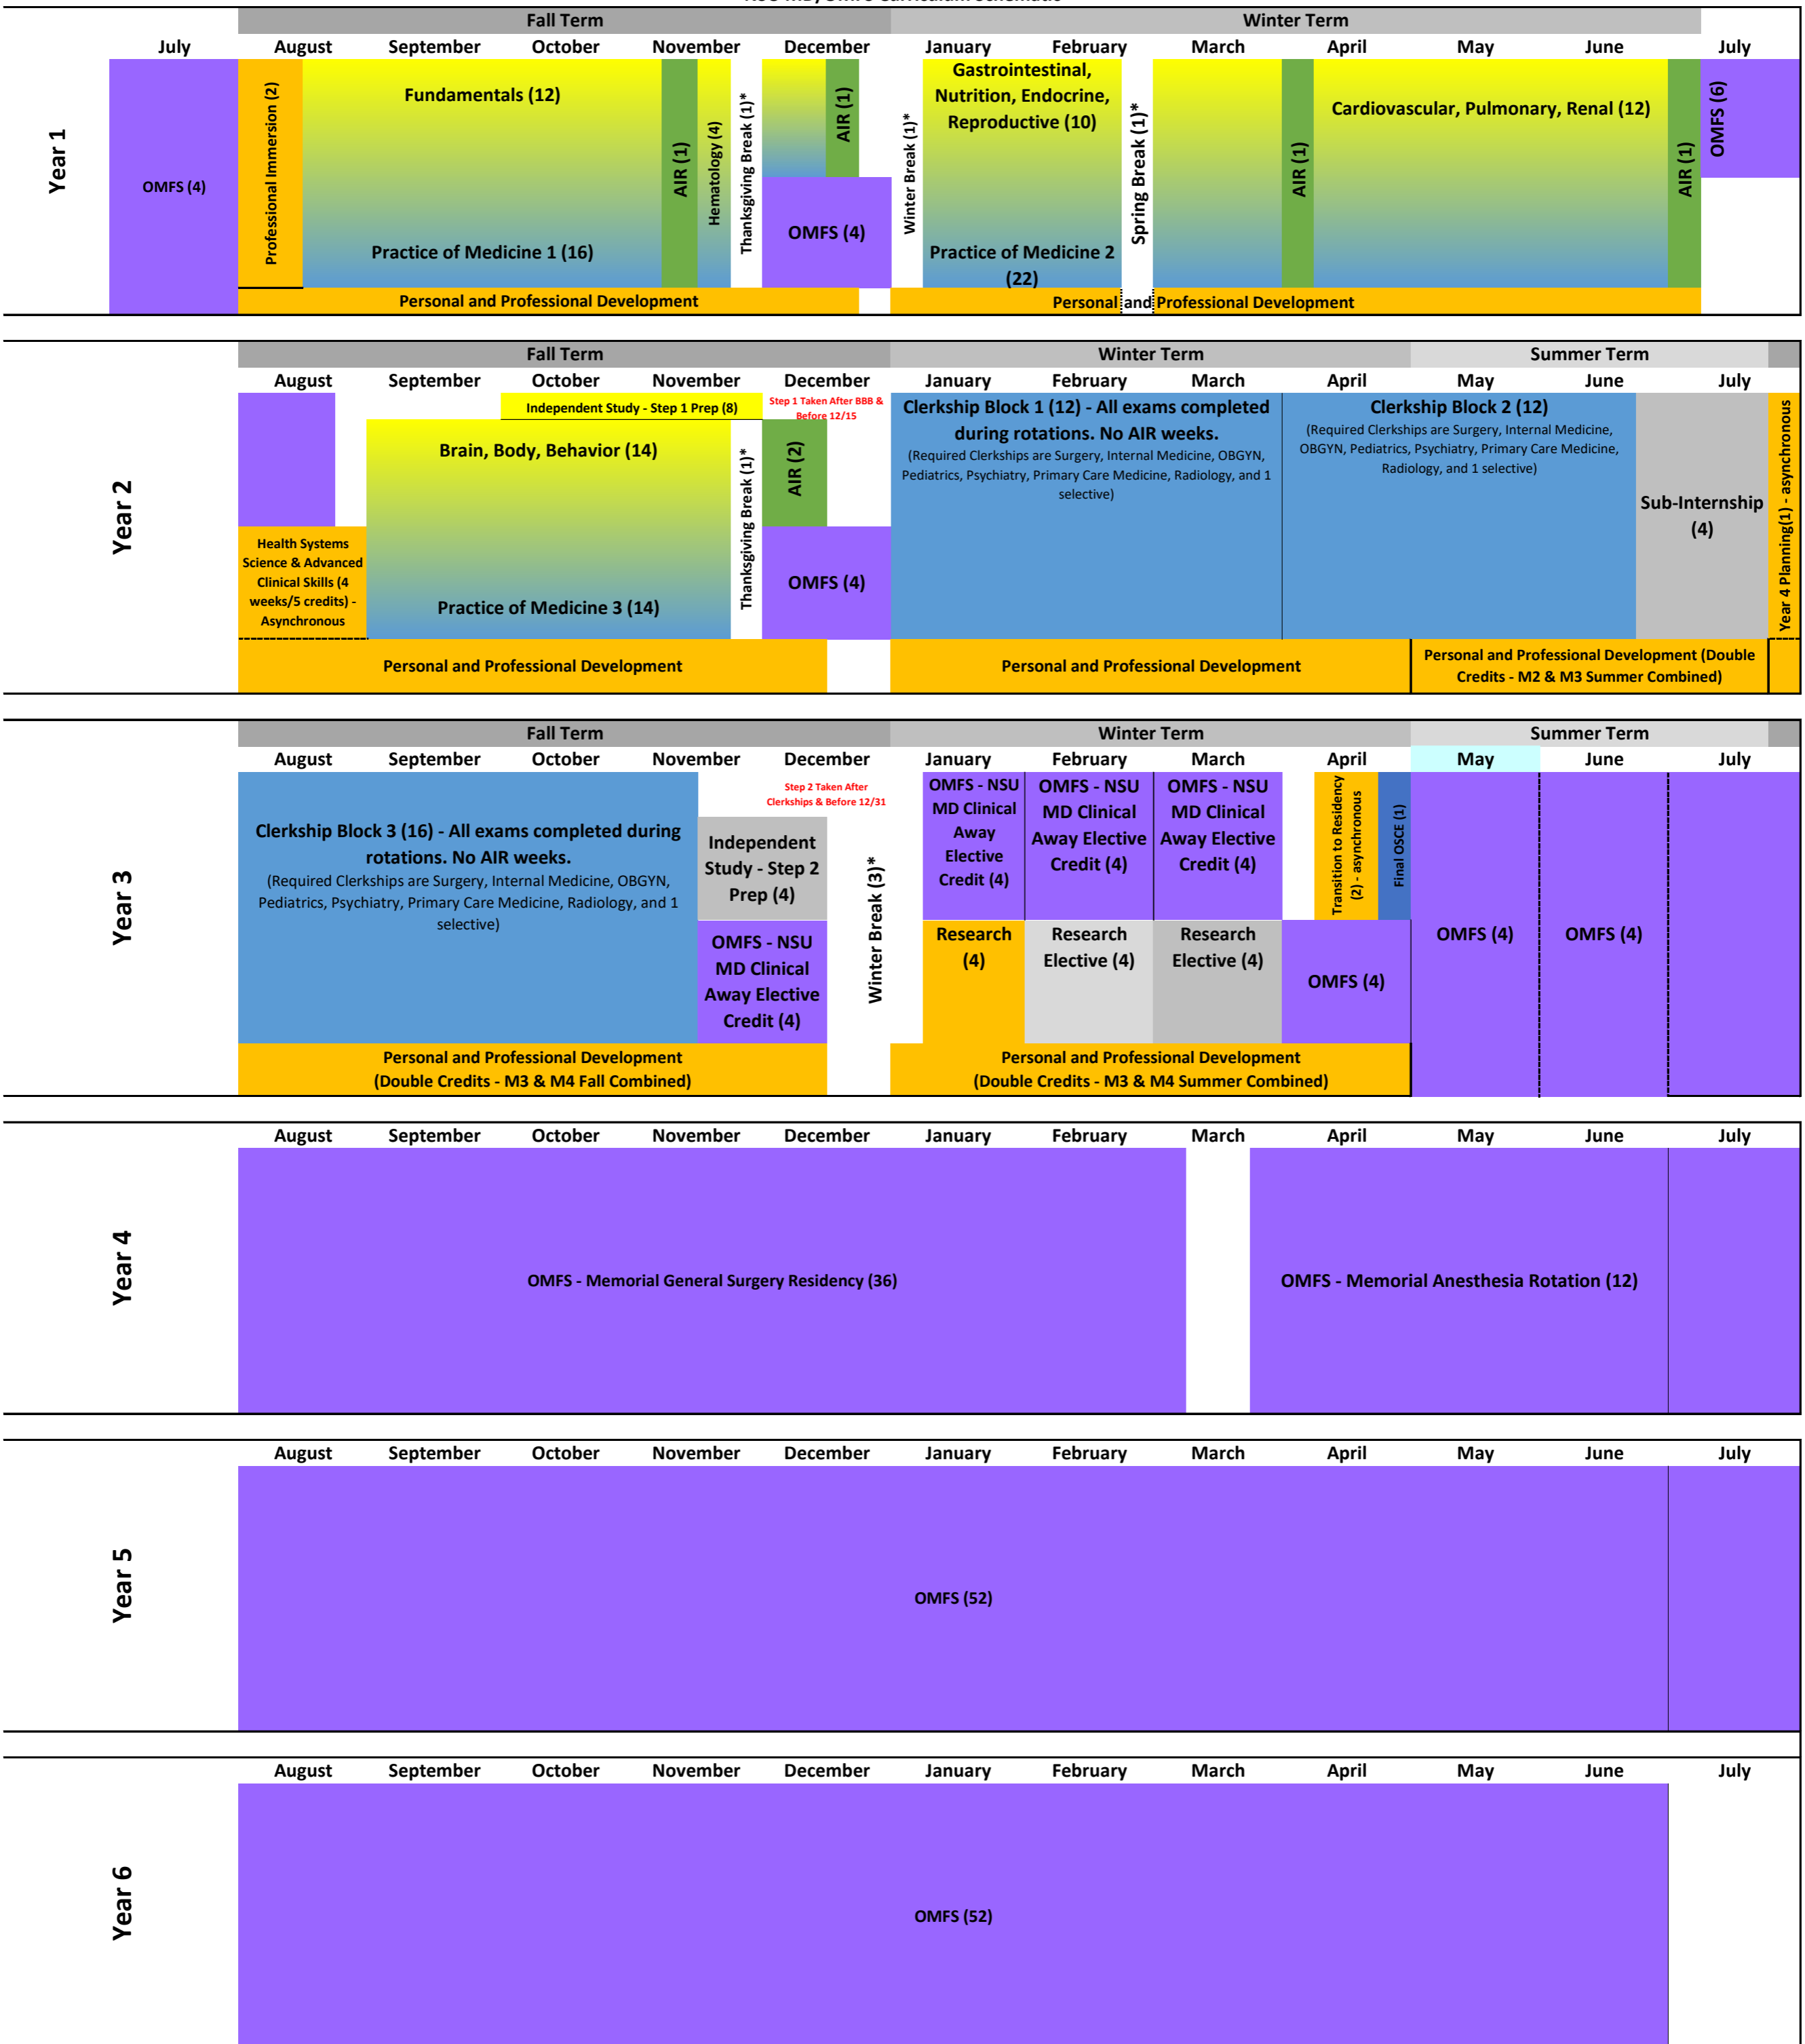 Fall Term
Winter Term
July
August
September
October
November
December
January
February
March
April
May
June
July
Year 1
OMFS (4)
Professional Immersion (2)
Fundamentals (12)
Practice of Medicine 1 (16)
AIR (1)
Hematology (4)
Thanksgiving Break (1)*
AIR (1)
OMFS (4)
Winter Break (1)*
Gastrointestinal,
Nutrition, Endocrine,
Reproductive (10)
Practice of Medicine 2
(22)
Spring Break (1)*
AIR (1)
Cardiovascular, Pulmonary, Renal (12)
AIR (1)
OMFS (6)
Personal and Professional Development
Personal and Professional Development
Fall Term
Winter Term
Summer Term
August
September
October
November
December
January
February
March
April
May
June
July
Year 2
Health Systems
Science & Advanced
Clinical Skills (4
weeks/5 credits) -
Asynchronous
Independent Study - Step 1 Prep (8)
Brain, Body, Behavior (14)
Practice of Medicine 3 (14)
Thanksgiving Break (1)*
Step 1 Taken After BBB &
Before 12/15
AIR (2)
OMFS (4)
Clerkship Block 1 (12) - All exams completed
during rotations. No AIR weeks.
(Required Clerkships are Surgery, Internal Medicine, OBGYN,
Pediatrics, Psychiatry, Primary Care Medicine, Radiology, and 1
selective)
Clerkship Block 2 (12)
(Required Clerkships are Surgery, Internal Medicine,
OBGYN, Pediatrics, Psychiatry, Primary Care Medicine,
Radiology, and 1 selective)
Sub-Internship
(4)
Year 4 Planning(1) - asynchronous
Personal and Professional Development
Personal and Professional Development
Personal and Professional Development (Double
Credits - M2 & M3 Summer Combined)
Fall Term
Winter Term
Summer Term
August
September
October
November
December
January
February
March
April
May
June
July
Year 3
Clerkship Block 3 (16) - All exams completed during
rotations. No AIR weeks.
(Required Clerkships are Surgery, Internal Medicine, OBGYN,
Pediatrics, Psychiatry, Primary Care Medicine, Radiology, and 1
selective)
Step 2 Taken After
Clerkships & Before 12/31
Independent
Study - Step 2
Prep (4)
OMFS - NSU
MD Clinical
Away Elective
Credit (4)
Winter Break (3)*
OMFS - NSU
MD Clinical
Away
Elective
Credit (4)
OMFS - NSU
MD Clinical
Away Elective
Credit (4)
OMFS - NSU
MD Clinical
Away Elective
Credit (4)
Transition to Residency
(2) - asynchronous
Final OSCE (1)
Research
(4)
Research
Elective (4)
Research
Elective (4)
OMFS (4)
OMFS (4)
OMFS (4)
Personal and Professional Development
(Double Credits - M3 & M4 Fall Combined)
Personal and Professional Development
(Double Credits - M3 & M4 Summer Combined)
August
September
October
November
December
January
February
March
April
May
June
July
Year 4
OMFS - Memorial General Surgery Residency (36)
OMFS - Memorial Anesthesia Rotation (12)
August
September
October
November
December
January
February
March
April
May
June
July
Year 5
OMFS (52)
August
September
October
November
December
January
February
March
April
May
June
July
Year 6
OMFS (52)